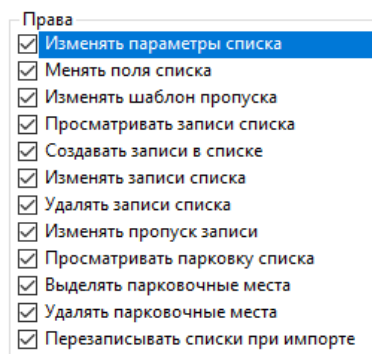 Права
Изменять параметры списка
Менять поля списка
Изменять шаблон пропуска
Просматривать записи списка
Создавать записи в списке
Изменять записи списка
Удалять записи списка
Изменять пропуск записи
Просматривать парковку списка
Выделять парковочные места
Удалять парковочные места
Перезаписывать списки при импорте